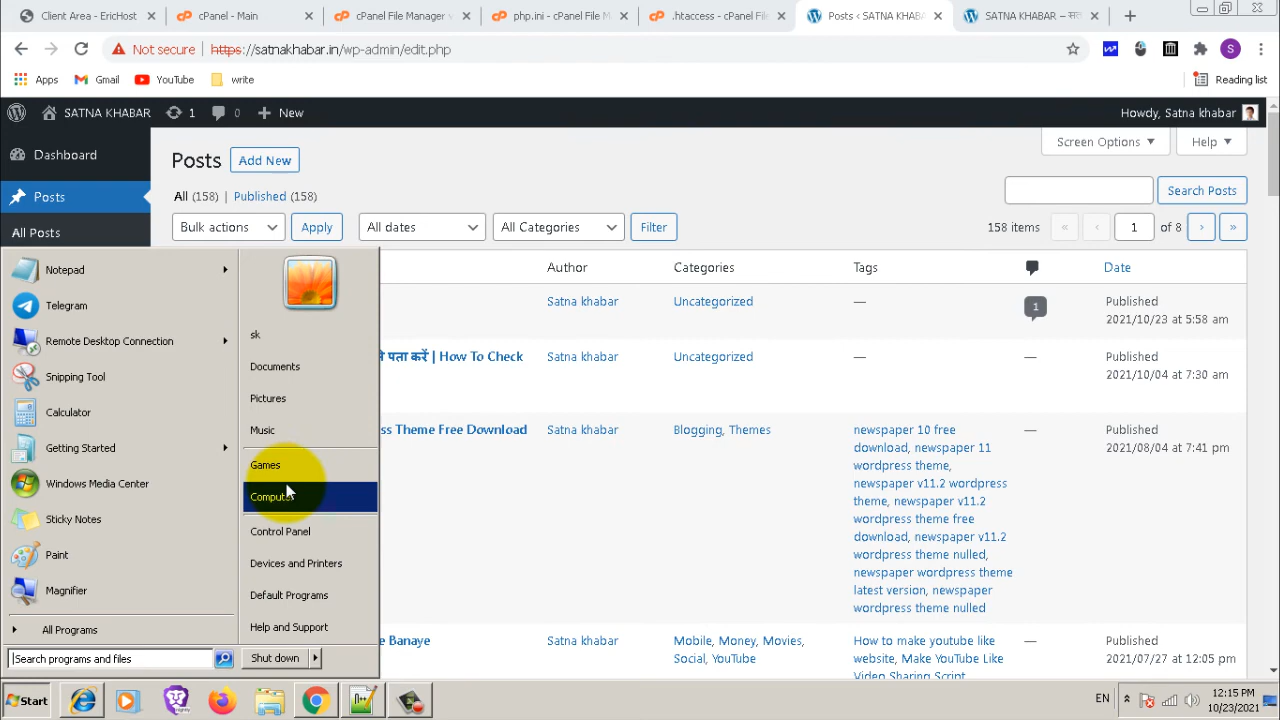 Client Area - EricHost
cPanel - Main
cPanel File Manager v
php.ini - cPanel File M
.htaccess - cPanel File
Posts ‹ SATNA KHABA
SATNA KHABAR –
Not secure
https://satnakhabar.in/wp-admin/edit.php
S
Apps
Gmail
YouTube
write
Reading list
SATNA KHABAR
1
0
New
Howdy, Satna khabar
Dashboard
Posts
All Posts
Posts
Add New
Screen Options
Help
All (158) | Published (158)
Search Posts
Bulk actions
Apply
All dates
All Categories
Filter
158 items
«
‹
1
of 8
›
»
Author
Categories
Tags
Date
Satna khabar
Uncategorized
—
1
Published
2021/10/23 at 5:58 am
पता करें | How To Check
Satna khabar
Uncategorized
—
—
Published
2021/10/04 at 7:30 am
ss Theme Free Download
Satna khabar
Blogging, Themes
newspaper 10 free
download, newspaper 11
wordpress theme,
newspaper v11.2 wordpress
theme, newspaper v11.2
wordpress theme free
download, newspaper v11.2
wordpress theme nulled,
newspaper wordpress theme
latest version, newspaper
wordpress theme nulled
—
Published
2021/08/04 at 7:41 pm
e Banaye
Satna khabar
Mobile, Money, Movies,
Social, YouTube
How to make youtube like
website, Make YouTube Like
Video Sharing Script
—
Published
2021/07/27 at 12:05 pm
Notepad
Telegram
Remote Desktop Connection
Snipping Tool
Calculator
Getting Started
Windows Media Center
Sticky Notes
Paint
Magnifier
All Programs
Search programs and files
sk
Documents
Pictures
Music
Games
Computer
Control Panel
Devices and Printers
Default Programs
Help and Support
Shut down
Start
EN
12:15 PM
10/23/2021